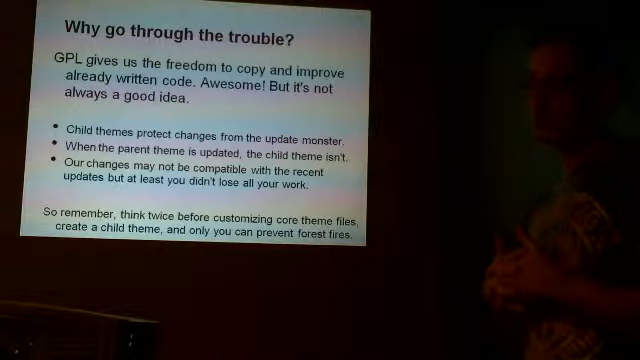 Why go through the trouble?
GPL gives us the freedom to copy and improve
already written code. Awesome! But it's not
always a good idea.
• Child themes protect changes from the update monster.
• When the parent theme is updated, the child theme isn't.
• Our changes may not be compatible with the recent
updates but at least you didn't lose all your work.
So remember, think twice before customizing core theme files,
create a child theme, and only you can prevent forest fires.